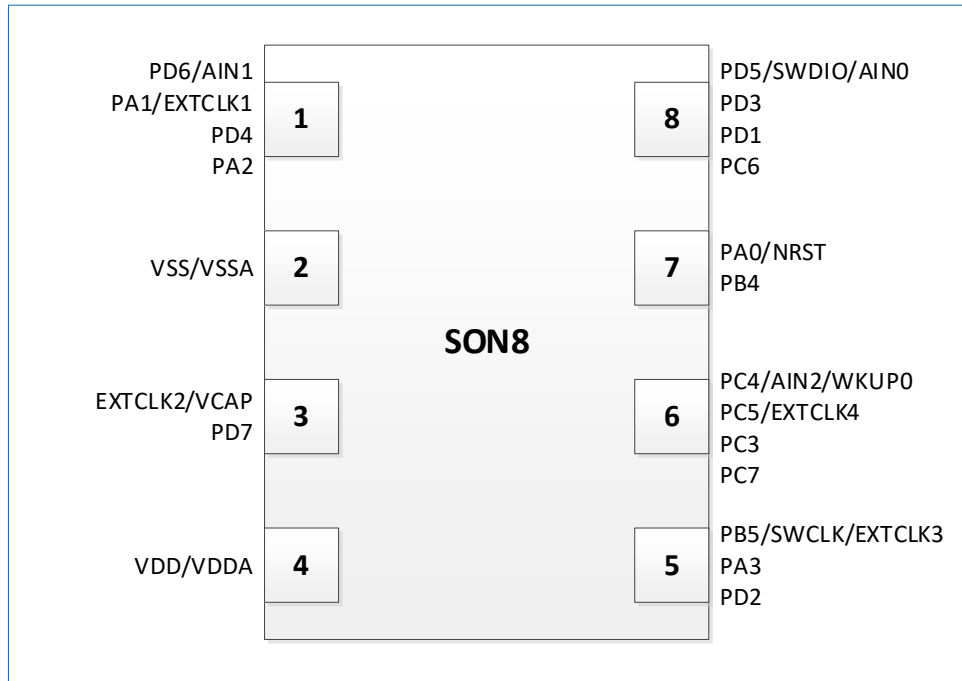 PD6/AIN1
PA1/EXTCLK1
PD4
PA2
1
VSS/VSSA
2
EXTCLK2/VCAP
PD7
3
VDD/VDDA
4
SON8
8
PD5/SWDIO/AIN0
PD3
PD1
PC6
7
PA0/NRST
PB4
6
PC4/AIN2/WKUP0
PC5/EXTCLK4
PC3
PC7
5
PB5/SWCLK/EXTCLK3
PA3
PD2